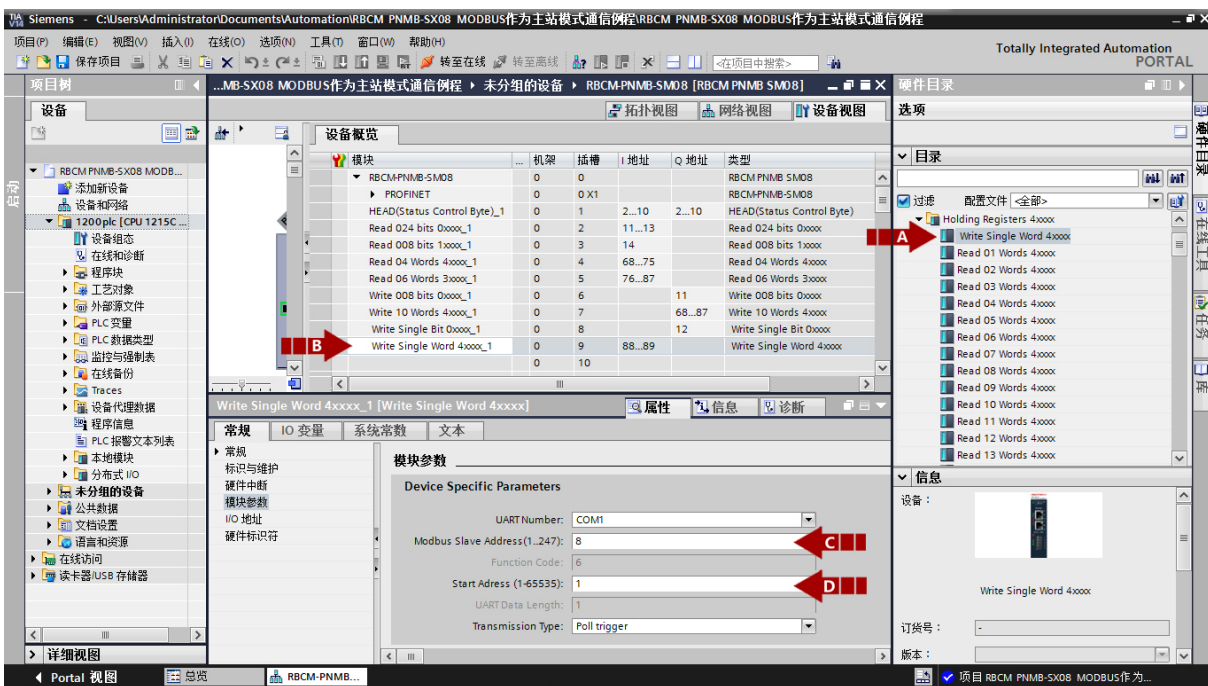 Siemens - C:\Users\Administrator\Documents\Automation\RBCM PNMB-SX08 MODBUS作为主站模式通信例程\RBCM PNMB-SX08 MODBUS作为主站模式通信例程
项目(P) 编辑(E) 视图(V) 插入(I) 在线(O) 选项(N) 工具(T) 窗口(W) 帮助(H)
Totally Integrated Automation
PORTAL
保存项目 转至在线 转至离线 <在项目中搜索>
项目树
设备
RBCM PNMB-SX08 MODB...
添加新设备
设备和网络
1200plc [CPU 1215C ...
设备组态
在线和诊断
程序块
工艺对象
外部源文件
PLC 变量
PLC 数据类型
监控与强制表
在线备份
Traces
设备代理数据
程序信息
PLC 报警文本列表
本地模块
分布式 I/O
未分组的设备
公共数据
文档设置
语言和资源
在线访问
读卡器/USB 存储器
详细视图
启动
...MB-SX08 MODBUS作为主站模式通信例程 未分组的设备 RBCM-PNMB-SM08 [RBCM PNMB SM08]
拓扑视图 网络视图 设备视图
设备概览
模块 ... 机架 插槽 I 地址 Q 地址 类型
RBCM-PNMB-SM08 0 0 RBCM PNMB SM08
PROFINET 0 0 X1 RBCM-PNMB-SM08
HEAD(Status Control Byte)_1 0 1 2...10 2...10 HEAD(Status Control Byte)
Read 024 bits 0xxxx_1 0 2 11...13 Read 024 bits 0xxxx
Read 008 bits 1xxxx_1 0 3 14 Read 008 bits 1xxxx
Read 04 Words 4xxxx_1 0 4 68...75 Read 04 Words 4xxxx
Read 06 Words 3xxxx_1 0 5 76...87 Read 06 Words 3xxxx
Write 008 bits 0xxxx_1 0 6 11 Write 008 bits 0xxxx
Write 10 Words 4xxxx_1 0 7 68...87 Write 10 Words 4xxxx
Write Single Bit 0xxxx_1 0 8 12 Write Single Bit 0xxxx
B Write Single Word 4xxxx_1 0 9 88...89 Write Single Word 4xxxx
0 10
Write Single Word 4xxxx_1 [Write Single Word 4xxxx]
属性 信息 诊断
常规 IO 变量 系统常数 文本
常规
标识与维护
硬件中断
模块参数
I/O 地址
硬件标识符
模块参数
Device Specific Parameters
UART Number: COM1
Modbus Slave Address(1..247): 8 C
Function Code: 6
Start Adress (1-65535): 1 D
UART Data Length: 1
Transmission Type: Poll trigger
硬件目录
选项
目录
过滤 配置文件 <全部>
Holding Registers 4xxxx
A Write Single Word 4xxxx
Read 01 Words 4xxxx
Read 02 Words 4xxxx
Read 03 Words 4xxxx
Read 04 Words 4xxxx
Read 05 Words 4xxxx
Read 06 Words 4xxxx
Read 07 Words 4xxxx
Read 08 Words 4xxxx
Read 09 Words 4xxxx
Read 10 Words 4xxxx
Read 11 Words 4xxxx
Read 12 Words 4xxxx
Read 13 Words 4xxxx
信息
设备：
Write Single Word 4xxxx
订货号： -
版本：
硬件目录
在线工具
任务
库
Portal 视图 总览 RBCM-PNMB...
项目 RBCM PNMB-SX08 MODBUS作为...